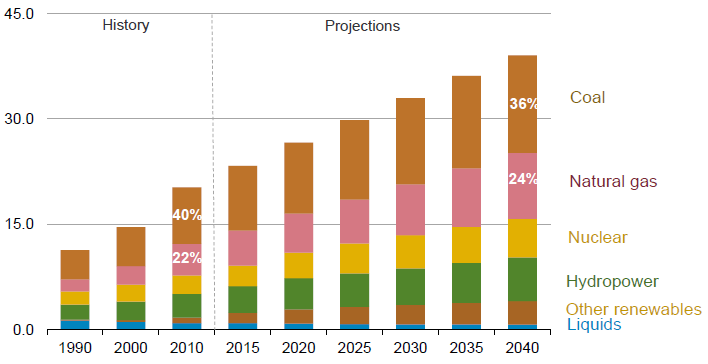 45.0
History
Projections
36%
Coal
30.0
40%
24%
Natural gas
22%
15.0
Nuclear
Hydropower
Other renewables
Liquids
0.0
1990 2000 2010 2015 2020 2025 2030 2035 2040